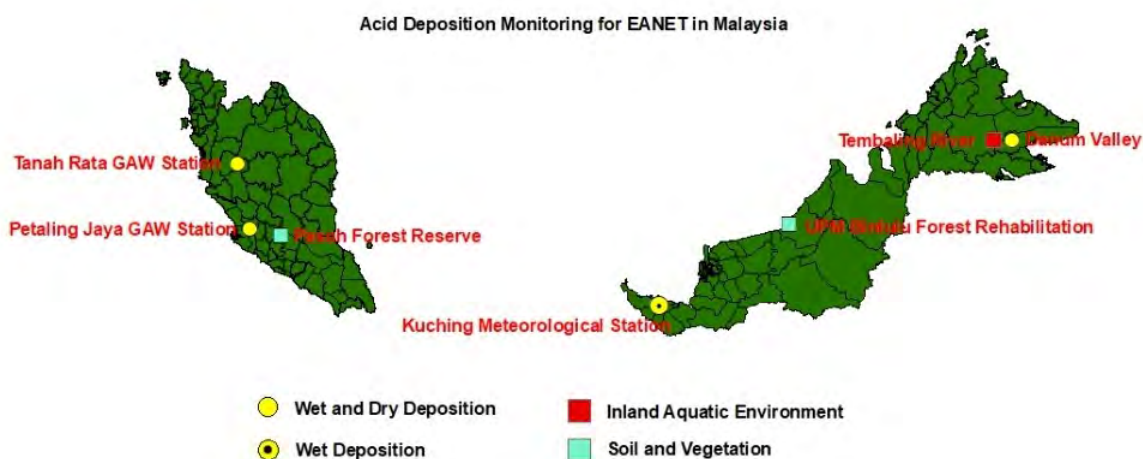 Acid Deposition Monitoring for EANET in Malaysia
Tembaling River
Danum Valley
Tanah Rata GAW Station
Petaling Jaya GAW Station
Pasoh Forest Reserve
UPM Bintulu Forest Rehabilitation
Kuching Meteorological Station
Wet and Dry Deposition
Inland Aquatic Environment
Wet Deposition
Soil and Vegetation